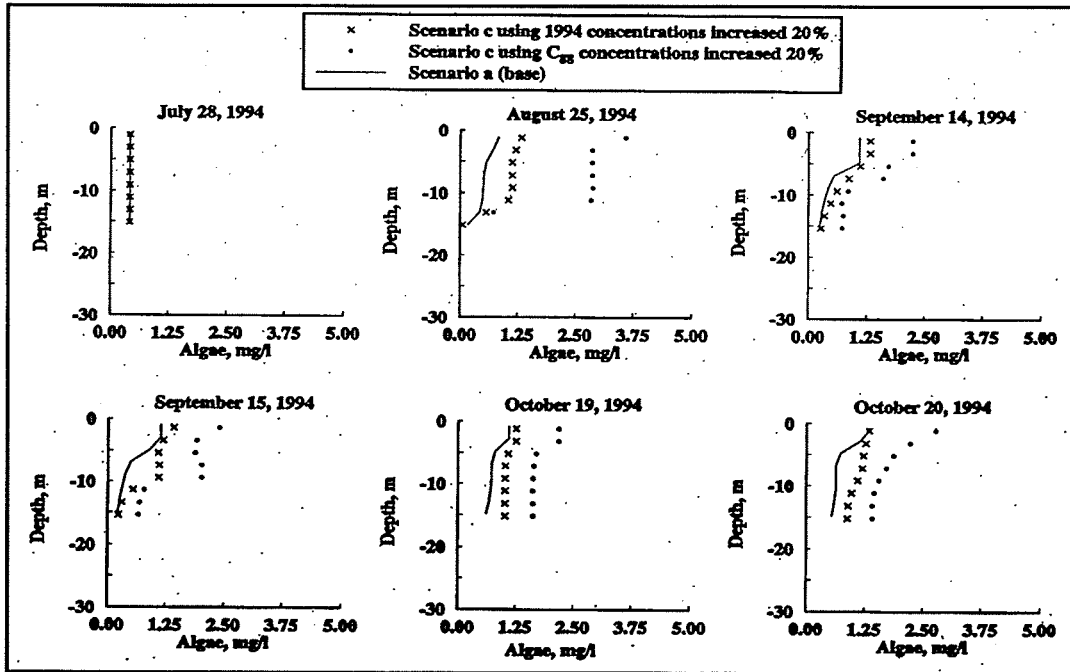 Scenario c using 1994 concentrations increased 20%
Scenario c using Css concentrations increased 20%
Scenario a (base)
July 28, 1994
0
-10
-20
-30
Depth, m
0.00 1.25 2.50 3.75 5.00
Algae, mg/l
August 25, 1994
0
-10
-20
-30
Depth, m
0.00 1.25 2.50 3.75 5.00
Algae, mg/l
September 14, 1994
0
-10
-20
-30
Depth, m
0.00 1.25 2.50 3.75 5.00
Algae, mg/l
September 15, 1994
0
-10
-20
-30
Depth, m
0.00 1.25 2.50 3.75 5.00
Algae, mg/l
October 19, 1994
0
-10
-20
-30
Depth, m
0.00 1.25 2.50 3.75 5.00
Algae, mg/l
October 20, 1994
0
-10
-20
-30
Depth, m
0.00 1.25 2.50 3.75 5.00
Algae, mg/l